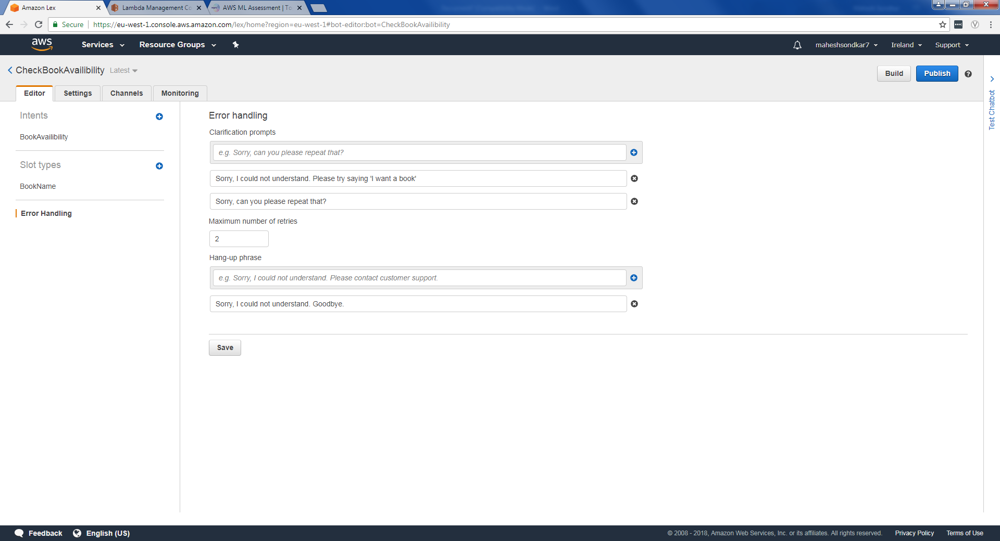 Amazon Lex
Lambda Management Co
AWS ML Assessment | To
Secure
https://eu-west-1.console.aws.amazon.com/lex/home?region=eu-west-1#bot-editor:bot=CheckBookAvailibility
aws
Services
Resource Groups
maheshsondkar7
Ireland
Support
CheckBookAvailibility
Latest
Build
Publish
Editor
Settings
Channels
Monitoring
Test Chatbot
Intents
BookAvailibility
Slot types
BookName
Error Handling
Error handling
Clarification prompts
e.g. Sorry, can you please repeat that?
Sorry, I could not understand. Please try saying 'I want a book'
Sorry, can you please repeat that?
Maximum number of retries
2
Hang-up phrase
e.g. Sorry, I could not understand. Please contact customer support.
Sorry, I could not understand. Goodbye.
Save
Feedback
English (US)
© 2008 - 2018, Amazon Web Services, Inc. or its affiliates. All rights reserved.
Privacy Policy
Terms of Use